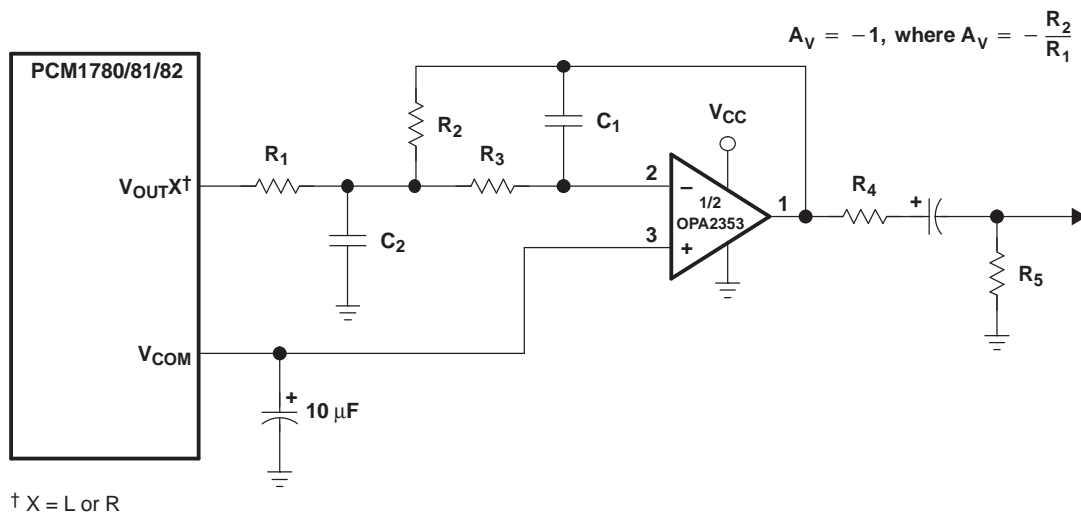 A_V = −1, where A_V = − R_2 / R_1
PCM1780/81/82
V_CC
R_2
C_1
R_1
R_3
V_OUTX†
2
−
1/2
OPA2353
1
R_4
+
3
+
C_2
R_5
V_COM
+
10 μF
† X = L or R